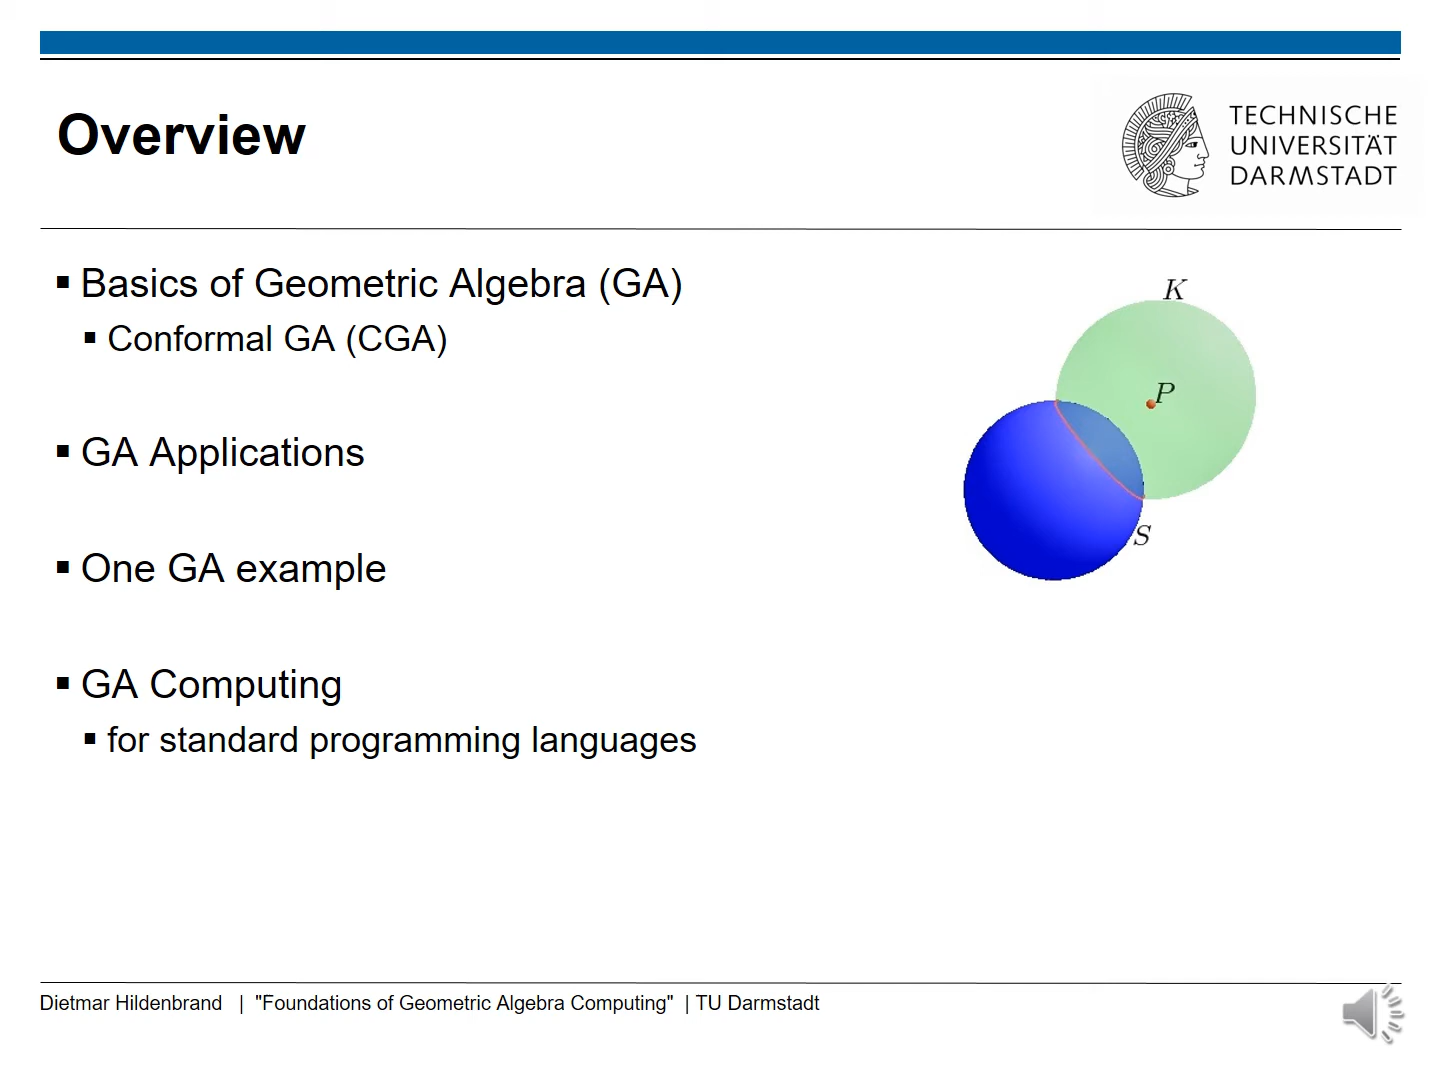 Overview
TECHNISCHE
UNIVERSITÄT
DARMSTADT
▪ Basics of Geometric Algebra (GA)
▪ Conformal GA (CGA)
▪ GA Applications
▪ One GA example
▪ GA Computing
▪ for standard programming languages
K
P
S
Dietmar Hildenbrand | "Foundations of Geometric Algebra Computing" | TU Darmstadt